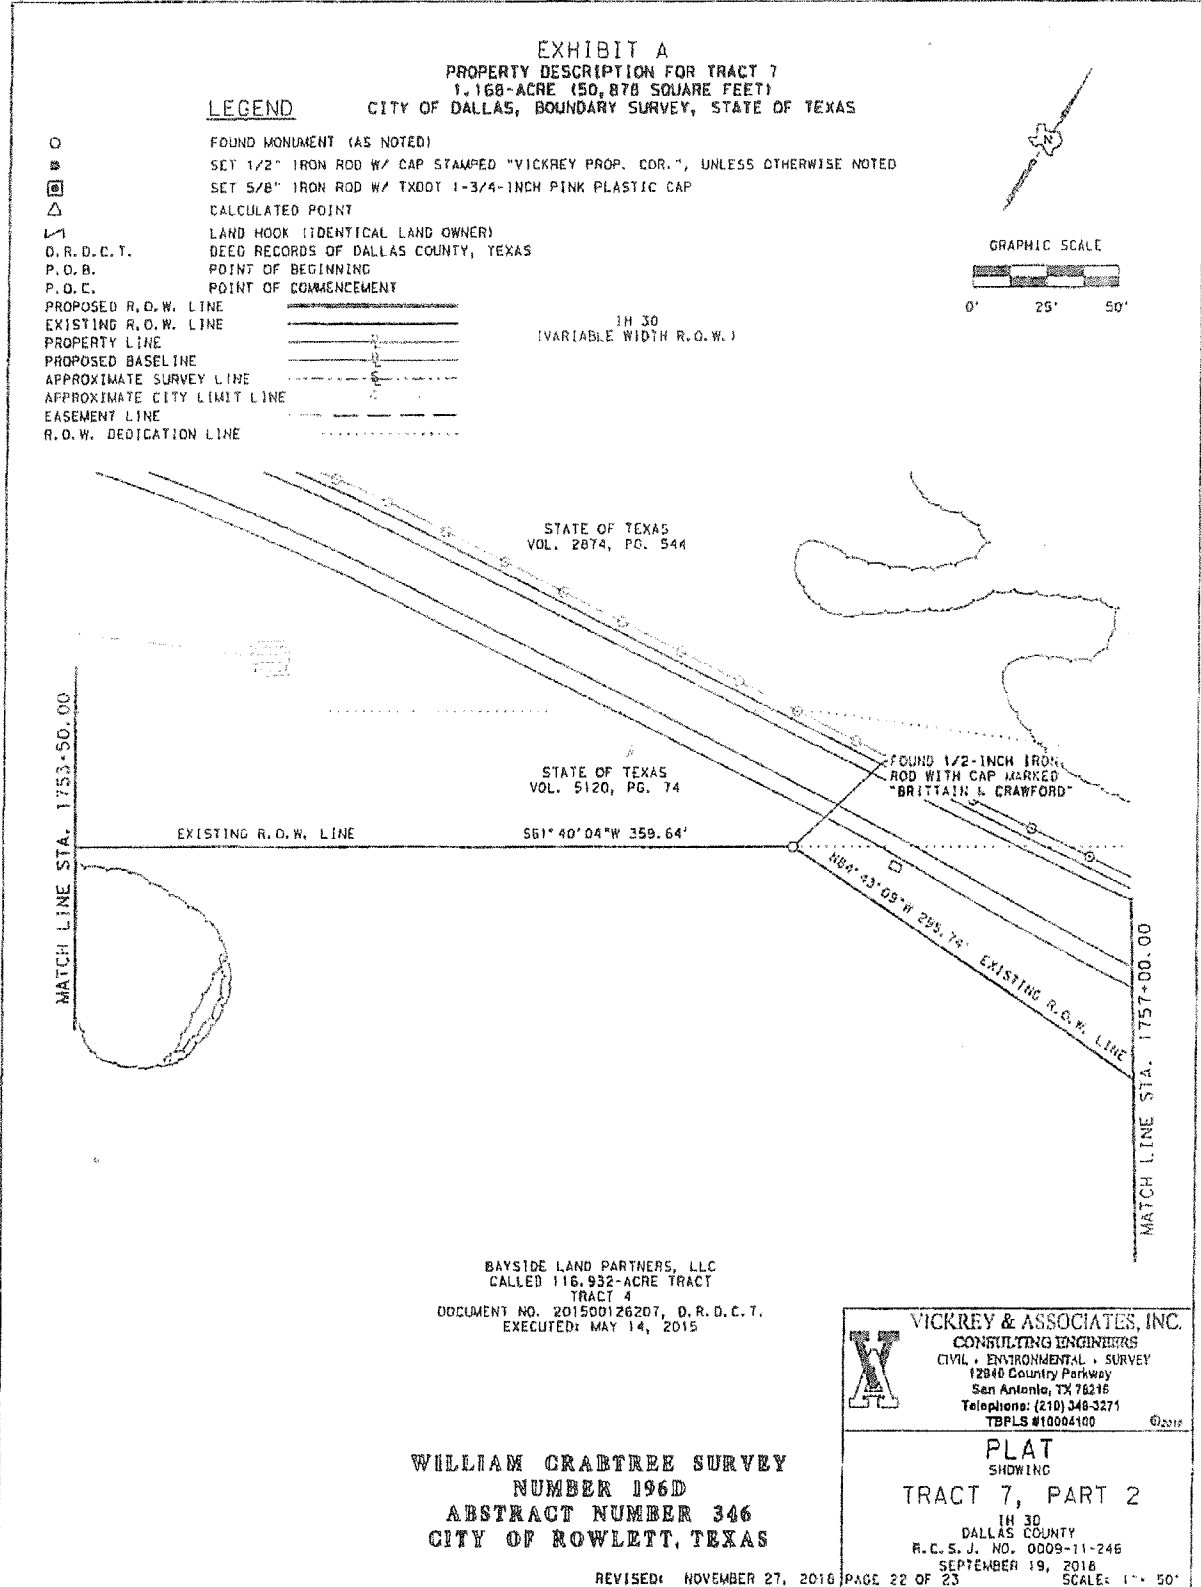 EXHIBIT A
PROPERTY DESCRIPTION FOR TRACT 7
1.168-ACRE (50,878 SQUARE FEET)
CITY OF DALLAS, BOUNDARY SURVEY, STATE OF TEXAS
LEGEND
FOUND MONUMENT (AS NOTED)
SET 1/2" IRON ROD W/ CAP STAMPED "VICKREY PROP. COR.", UNLESS OTHERWISE NOTED
SET 5/8" IRON ROD W/ TXDOT 1-3/4-INCH PINK PLASTIC CAP
CALCULATED POINT
LAND HOOK (IDENTICAL LAND OWNER)
D.R.D.C.T. DEED RECORDS OF DALLAS COUNTY, TEXAS
P.O.B. POINT OF BEGINNING
P.O.C. POINT OF COMMENCEMENT
PROPOSED R.O.W. LINE
EXISTING R.O.W. LINE
PROPERTY LINE
PROPOSED BASELINE
APPROXIMATE SURVEY LINE
APPROXIMATE CITY LIMIT LINE
EASEMENT LINE
R.O.W. DEDICATION LINE
N
GRAPHIC SCALE
0' 25' 50'
IH 30
(VARIABLE WIDTH R.O.W.)
STATE OF TEXAS
VOL. 2874, PG. 544
STATE OF TEXAS
VOL. 5120, PG. 74
FOUND 1/2-INCH IRON
ROD WITH CAP MARKED
"BRITTAIN & CRAWFORD"
MATCH LINE STA. 1753+50.00
EXISTING R.O.W. LINE S61°40'04"W 359.64'
N84°43'09"W 295.74' EXISTING R.O.W. LINE
MATCH LINE STA. 1757+00.00
BAYSIDE LAND PARTNERS, LLC
CALLED 116.932-ACRE TRACT
TRACT 4
DOCUMENT NO. 201500126207, D.R.D.C.T.
EXECUTED: MAY 14, 2015
WILLIAM CRABTREE SURVEY
NUMBER 196D
ABSTRACT NUMBER 346
CITY OF ROWLETT, TEXAS
VICKREY & ASSOCIATES, INC.
CONSULTING ENGINEERS
CIVIL • ENVIRONMENTAL • SURVEY
12940 Country Parkway
San Antonio, TX 78216
Telephone: (210) 349-3271
TBPLS #10004100
PLAT
SHOWING
TRACT 7, PART 2
IH 30
DALLAS COUNTY
R.C.S.J. NO. 0009-11-246
SEPTEMBER 19, 2018
REVISED: NOVEMBER 27, 2018 PAGE 22 OF 23 SCALE: 1"= 50'